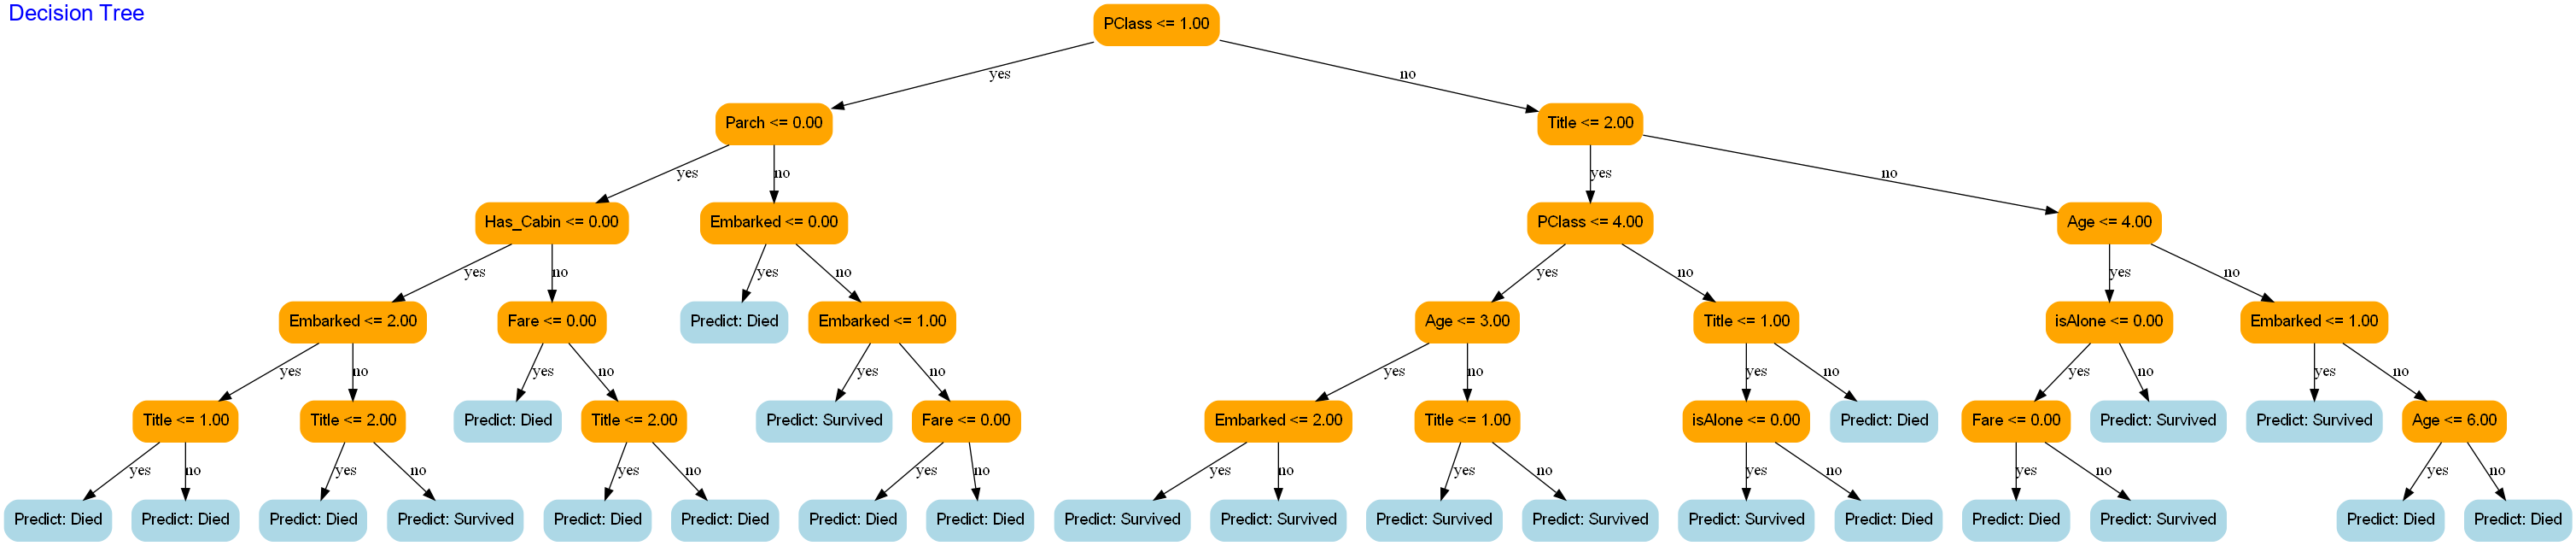 Decision Tree
PClass <= 1.00
yes
no
Parch <= 0.00
Title <= 2.00
yes
no
yes
no
Has_Cabin <= 0.00
Embarked <= 0.00
PClass <= 4.00
Age <= 4.00
yes
no
yes
no
yes
no
yes
no
Embarked <= 2.00
Fare <= 0.00
Predict: Died
Embarked <= 1.00
Age <= 3.00
Title <= 1.00
isAlone <= 0.00
Embarked <= 1.00
yes
no
yes
no
yes
no
yes
no
yes
no
yes
no
yes
no
Title <= 1.00
Title <= 2.00
Predict: Died
Title <= 2.00
Predict: Survived
Fare <= 0.00
Embarked <= 2.00
Title <= 1.00
isAlone <= 0.00
Predict: Died
Fare <= 0.00
Predict: Survived
Predict: Survived
Age <= 6.00
yes
no
yes
no
yes
no
yes
no
yes
no
yes
no
yes
no
yes
no
yes
no
Predict: Died
Predict: Died
Predict: Died
Predict: Survived
Predict: Died
Predict: Died
Predict: Died
Predict: Died
Predict: Survived
Predict: Survived
Predict: Survived
Predict: Survived
Predict: Survived
Predict: Died
Predict: Died
Predict: Survived
Predict: Died
Predict: Died